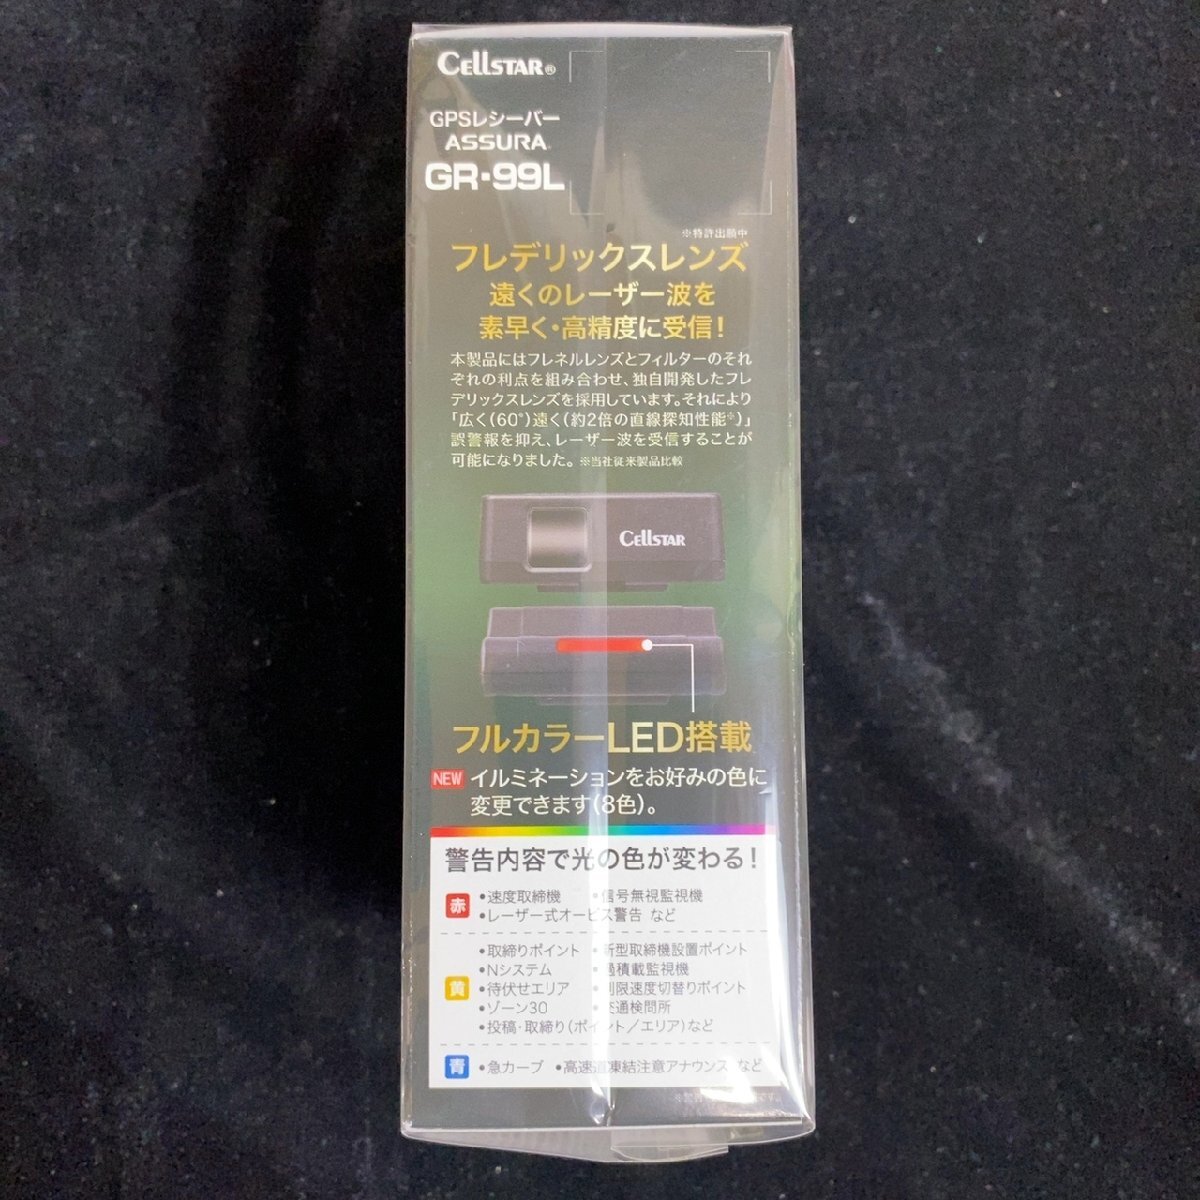 CELLSTAR®
GPSレシーバー
ASSURA
GR・99L
※特許出願中
フレデリックスレンズ
遠くのレーザー波を
素早く・高精度に受信!
本製品にはフレネルレンズとフィルターのそれ
ぞれの利点を組み合わせ、独自開発したフレ
デリックスレンズを採用しています。それにより
「広く(60°)遠く(約2倍の直線探知性能※)」
誤警報を抑え、レーザー波を受信することが
可能になりました。※当社従来製品比較
CELLSTAR
フルカラーLED搭載
NEW イルミネーションをお好みの色に
変更できます(8色)。
警告内容で光の色が変わる!
赤
•速度取締機 •信号無視監視機
•レーザー式オービス警告 など
黄
•取締りポイント •新型取締機設置ポイント
•Nシステム •過積載監視機
•待伏せエリア •制限速度切替りポイント
•ゾーン30 •交通検問所
•投稿・取締り(ポイント/エリア)など
青
•急カーブ •高速道凍結注意アナウンス など